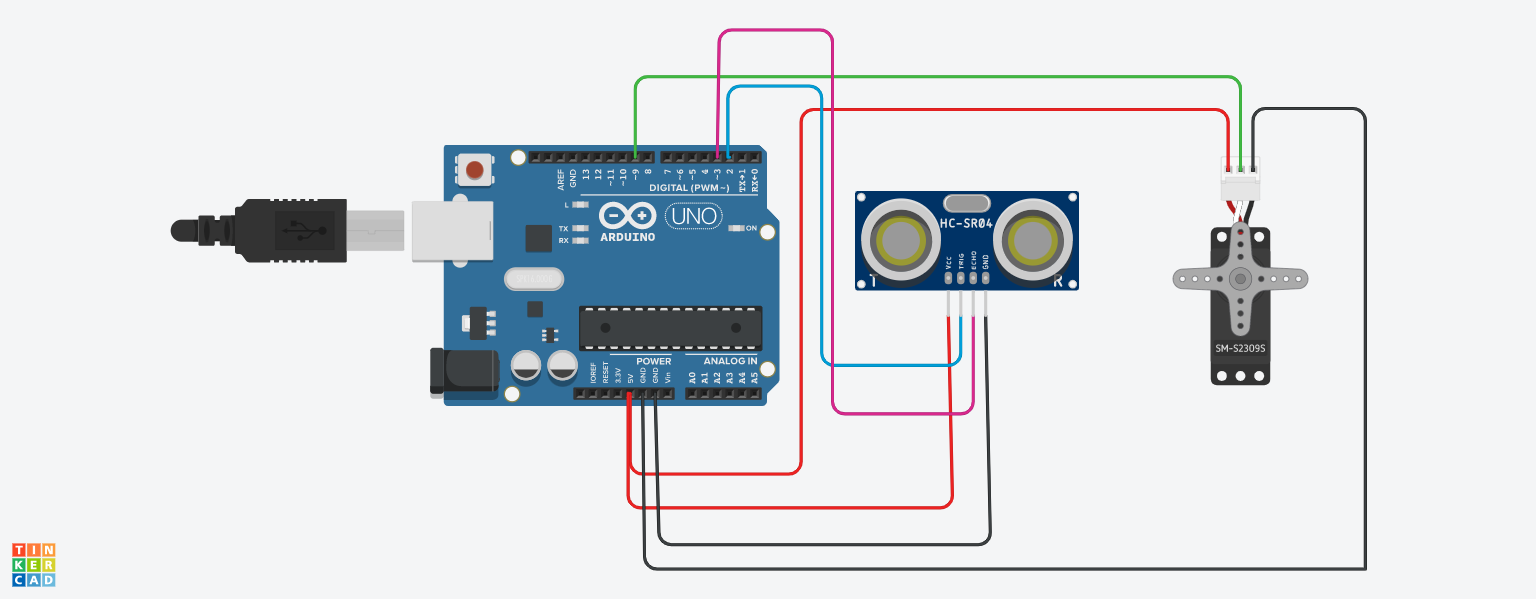 AREF
GND
13
12
~11
~10
~9
8
7
~6
~5
4
~3
2
TX→1
RX←0
DIGITAL (PWM~)
L
TX
RX
UNO
ARDUINO
ON
POWER
ANALOG IN
IOREF
RESET
3.3V
5V
GND
GND
Vin
A0
A1
A2
A3
A4
A5
HC-SR04
VCC
TRIG
ECHO
GND
T
R
SM-S2309S
TIN
KER
CAD